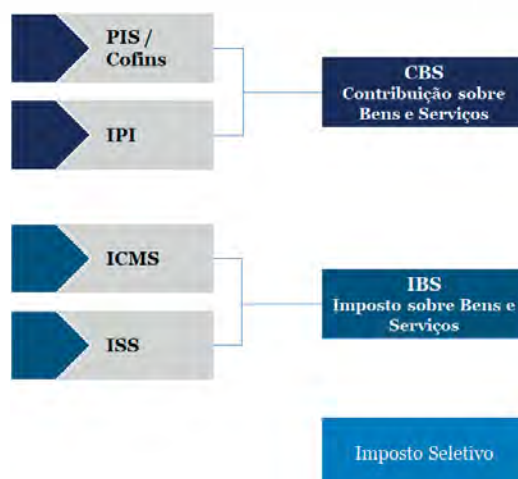 PIS /
Cofins
CBS
Contribuição sobre
Bens e Serviços
IPI
ICMS
IBS
Imposto sobre Bens e
Serviços
ISS
Imposto Seletivo